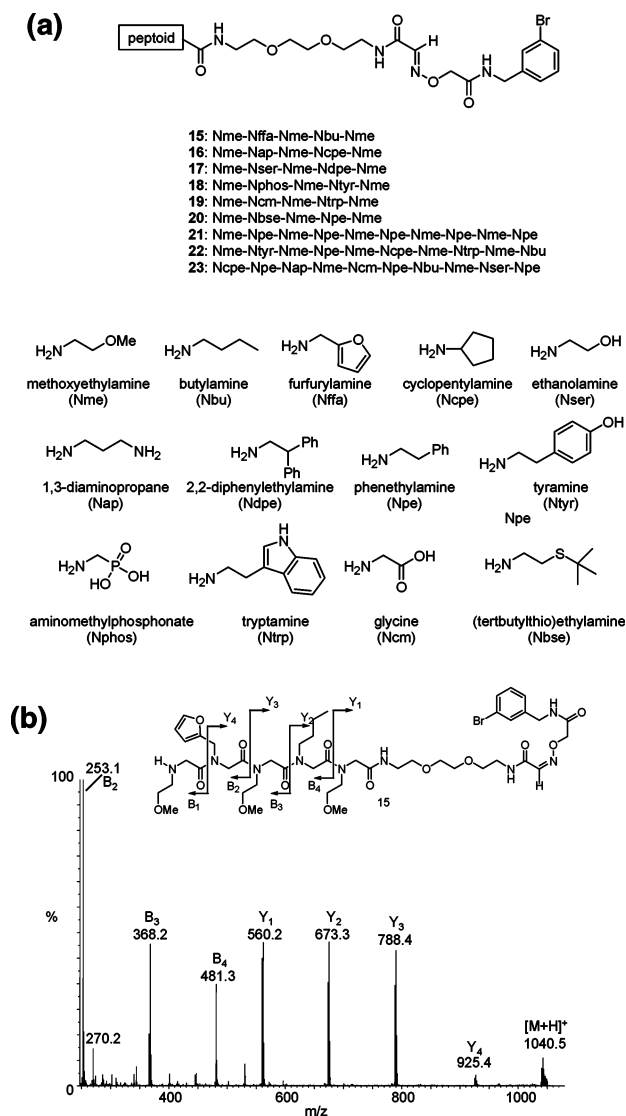 (a)
peptoid
O
H
N
O
O
N
H
O
H
N
O
O
H
N
Br
15: Nme-Nffa-Nme-Nbu-Nme
16: Nme-Nap-Nme-Ncpe-Nme
17: Nme-Nser-Nme-Ndpe-Nme
18: Nme-Nphos-Nme-Ntyr-Nme
19: Nme-Ncm-Nme-Ntrp-Nme
20: Nme-Nbse-Nme-Npe-Nme
21: Nme-Npe-Nme-Npe-Nme-Npe-Nme-Npe-Nme-Npe
22: Nme-Ntyr-Nme-Npe-Nme-Ncpe-Nme-Ntrp-Nme-Nbu
23: Ncpe-Npe-Nap-Nme-Ncm-Npe-Nbu-Nme-Nser-Npe
H₂N OMe
H₂N
H₂N O
H₂N
H₂N OH
methoxyethylamine butylamine furfurylamine cyclopentylamine ethanolamine
(Nme) (Nbu) (Nffa) (Ncpe) (Nser)
H₂N NH₂
H₂N Ph Ph
H₂N Ph
H₂N OH
1,3-diaminopropane 2,2-diphenylethylamine phenethylamine tyramine
(Nap) (Ndpe) (Npe) (Ntyr)
Npe
H₂N P O OH HO
H₂N H N
H₂N OH O
H₂N S
aminomethylphosphonate tryptamine glycine (tertbutylthio)ethylamine
(Nphos) (Ntrp) (Ncm) (Nbse)
(b)
Y₄ Y₃ Y₂ Y₁
Br
NH
O
O
H
N
O
N
O
N
O
N
O
N
O
H
N
O
O
N
H
O
N
H
B₁ B₂ B₃ B₄
OMe OMe OMe
15
100
253.1
B₂
%
B₃
368.2
B₄
481.3
Y₁
560.2
Y₂
673.3
Y₃
788.4
Y₄
925.4
[M+H]⁺
1040.5
270.2
0
400 600 800 1000
m/z